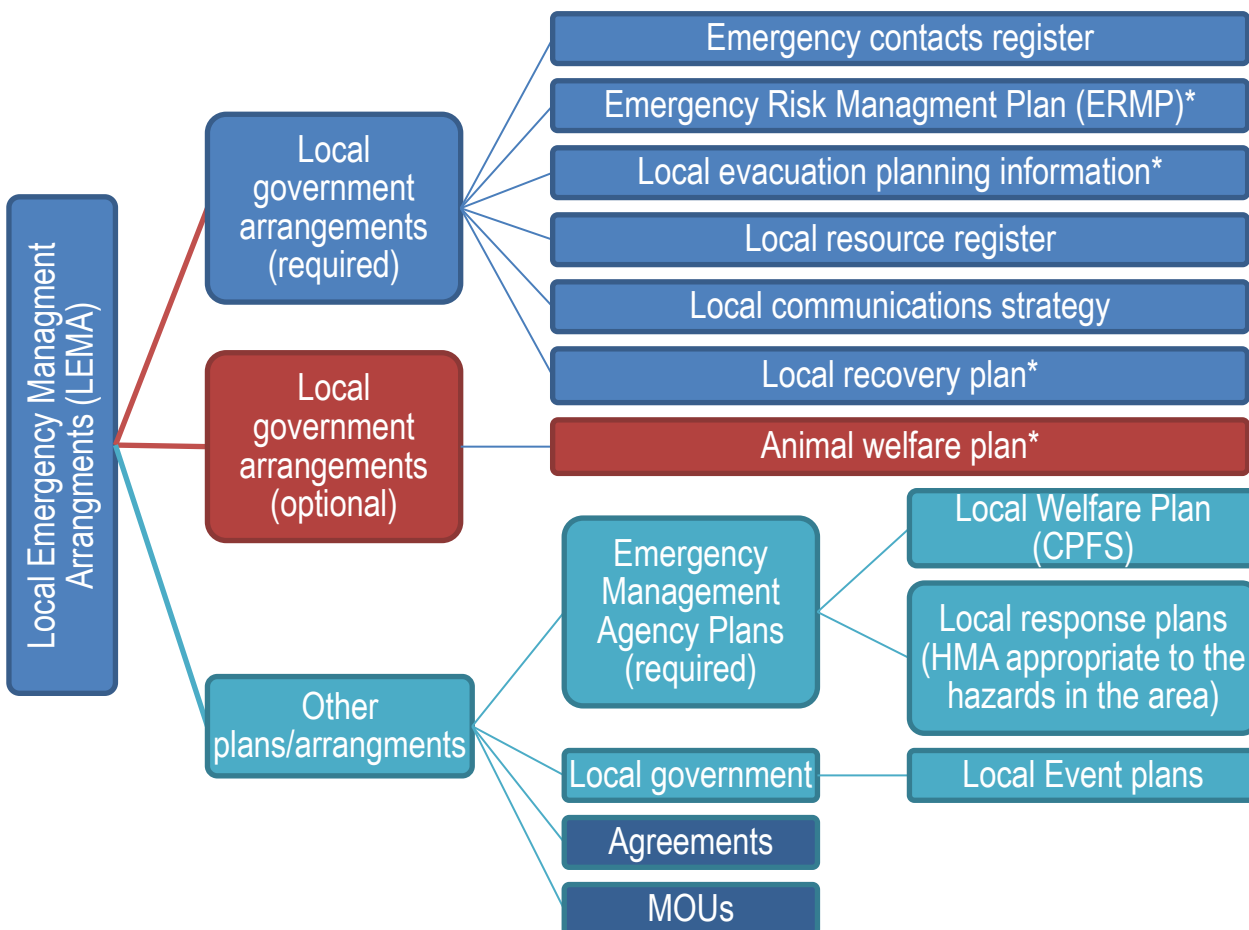 Local Emergency Managment
Arrangments (LEMA)
Local
government
arrangements
(required)
Emergency contacts register
Emergency Risk Managment Plan (ERMP)*
Local evacuation planning information*
Local resource register
Local communications strategy
Local recovery plan*
Local
government
arrangements
(optional)
Animal welfare plan*
Other
plans/arrangments
Emergency
Management
Agency Plans
(required)
Local Welfare Plan
(CPFS)
Local response plans
(HMA appropriate to the
hazards in the area)
Local government
Local Event plans
Agreements
MOUs